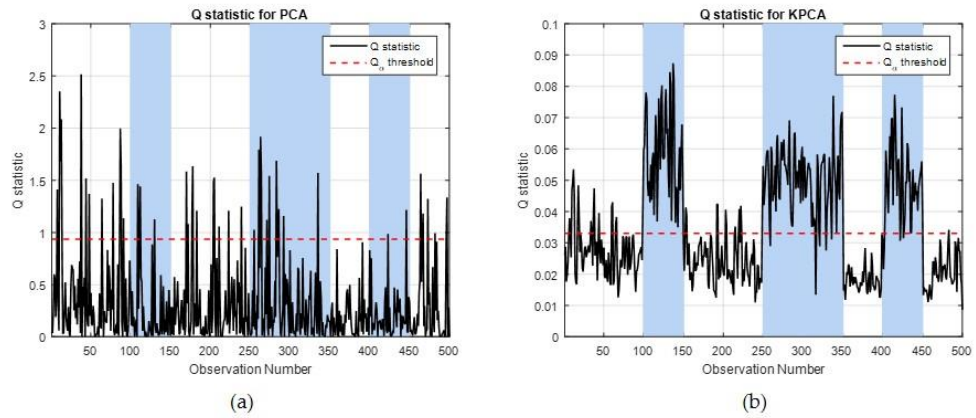 Q statistic for PCA
3
2.5
2
1.5
1
0.5
0
Q statistic
Q statistic
Qα threshold
50 100 150 200 250 300 350 400 450 500
Observation Number
(a)
Q statistic for KPCA
0.1
0.09
0.08
0.07
0.06
0.05
0.04
0.03
0.02
0.01
0
Q statistic
Q statistic
Qα threshold
50 100 150 200 250 300 350 400 450 500
Observation Number
(b)